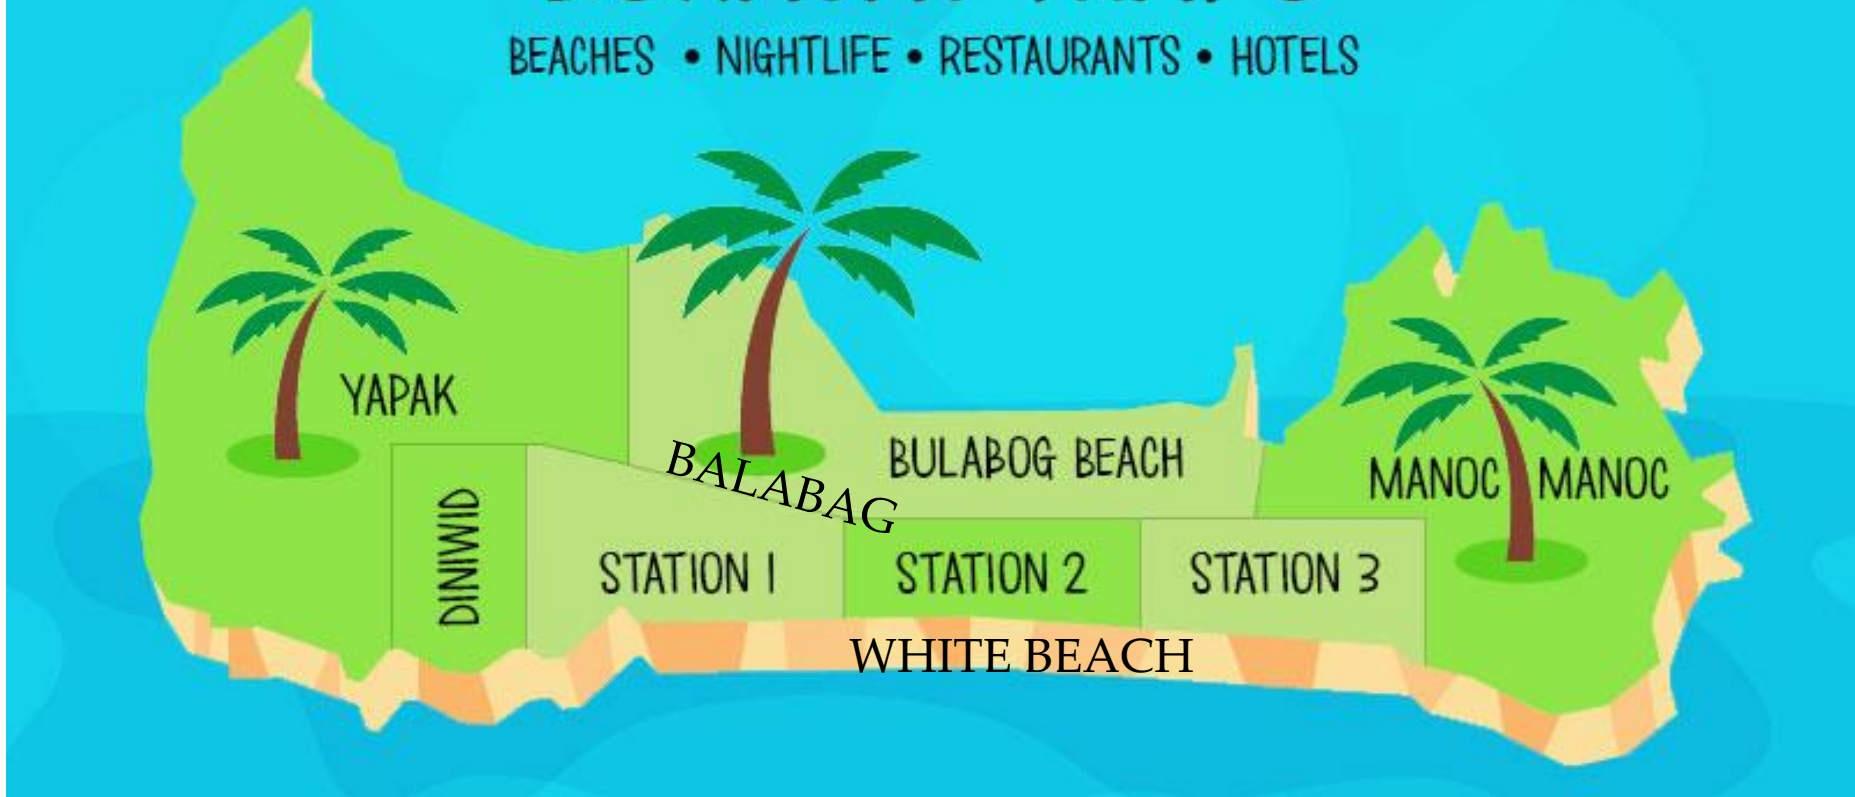 BEACHES • NIGHTLIFE • RESTAURANTS • HOTELS
YAPAK
BALABAG
BULABOG BEACH
MANOC MANOC
DINIWID
STATION 1
STATION 2
STATION 3
WHITE BEACH